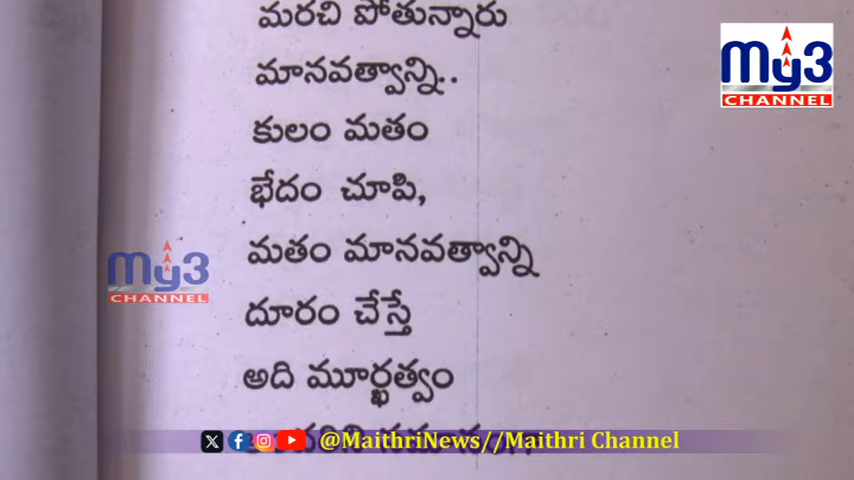 మరచి పోతున్నారు
మానవత్వాన్ని..
కులం మతం
భేదం చూపి,
మతం మానవత్వాన్ని
దూరం చేస్తే
అది మూర్ఖత్వం
My3
CHANNEL
My3
CHANNEL
@MaithriNews//Maithri Channel